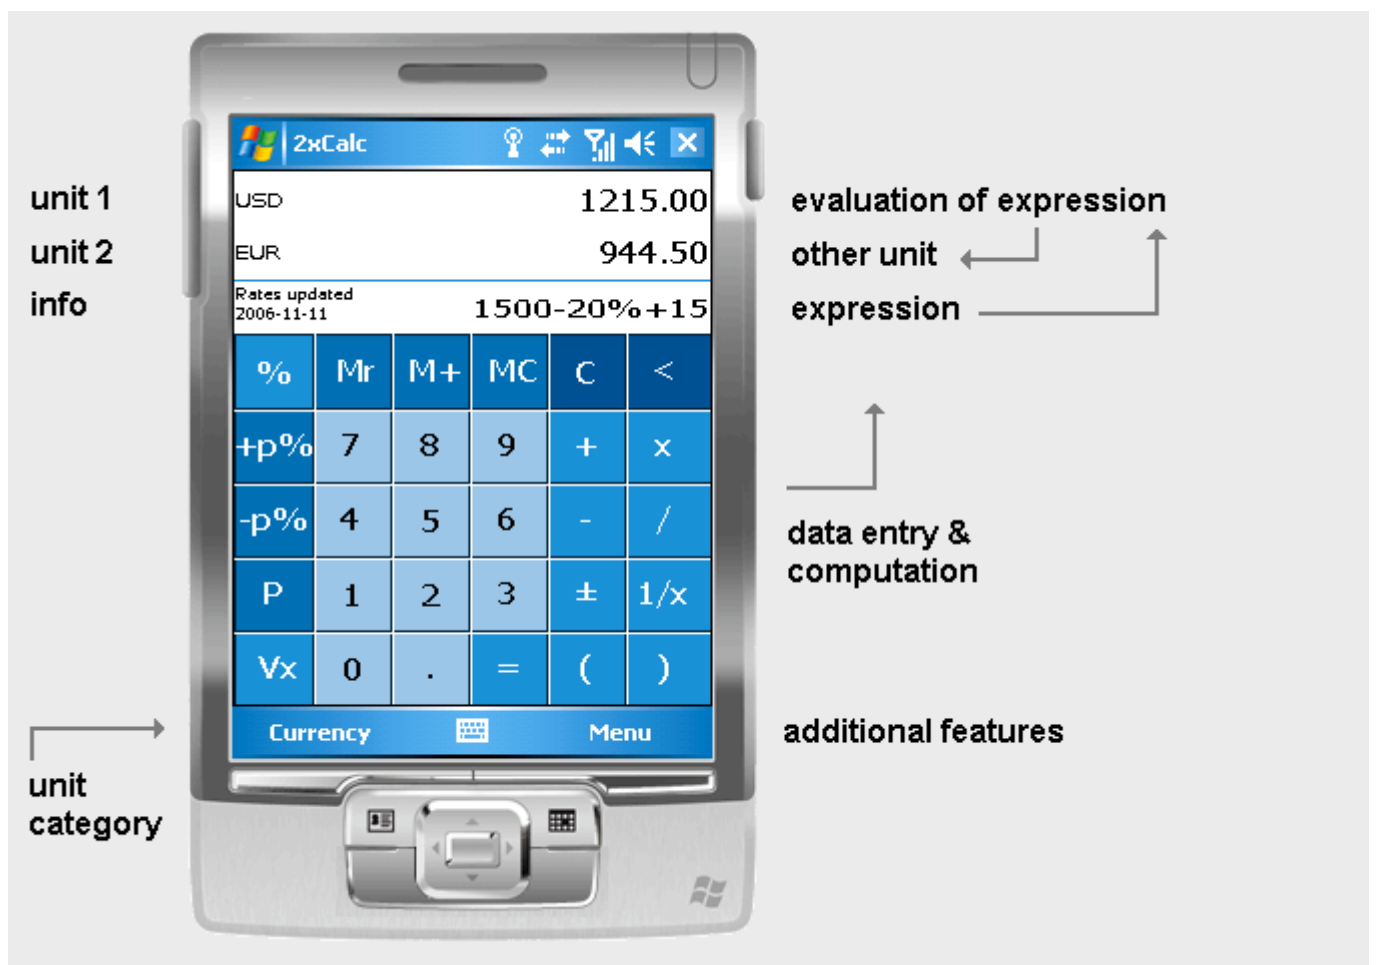 2xCalc
unit 1
USD
1215.00
evaluation of expression
unit 2
EUR
944.50
other unit
info
Rates updated
2006-11-11
1500-20%+15
expression
% Mr M+ MC C <
+p% 7 8 9 + x
-p% 4 5 6 - /
data entry &
computation
P 1 2 3 ± 1/x
Vx 0 . = ( )
Currency
Menu
additional features
unit
category